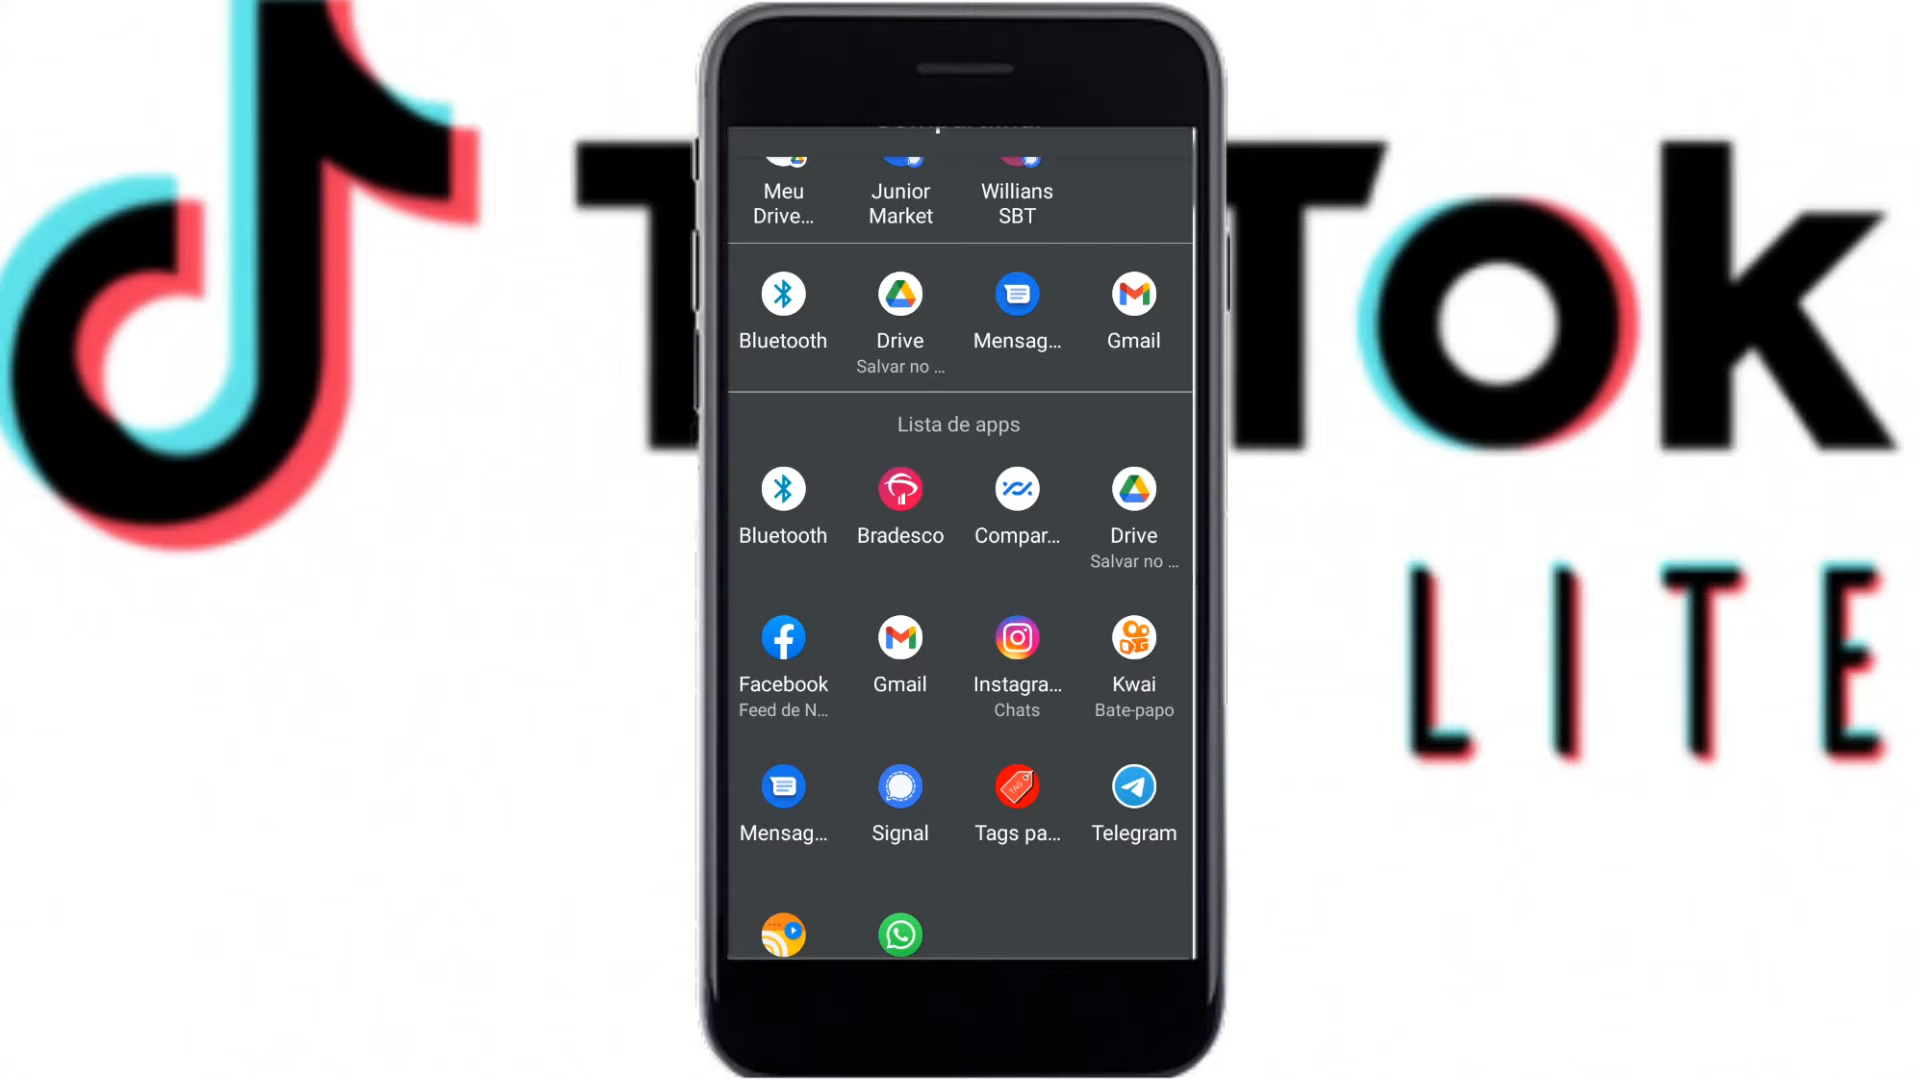 TikTok
LITE
Meu
Drive...
Junior
Market
Willians
SBT
Bluetooth
Drive
Salvar no ...
Mensag...
Gmail
Lista de apps
Bluetooth
Bradesco
Compar...
Drive
Salvar no ...
Facebook
Feed de N...
Gmail
Instagra...
Chats
Kwai
Bate-papo
Mensag...
Signal
TAG
Tags pa...
Telegram